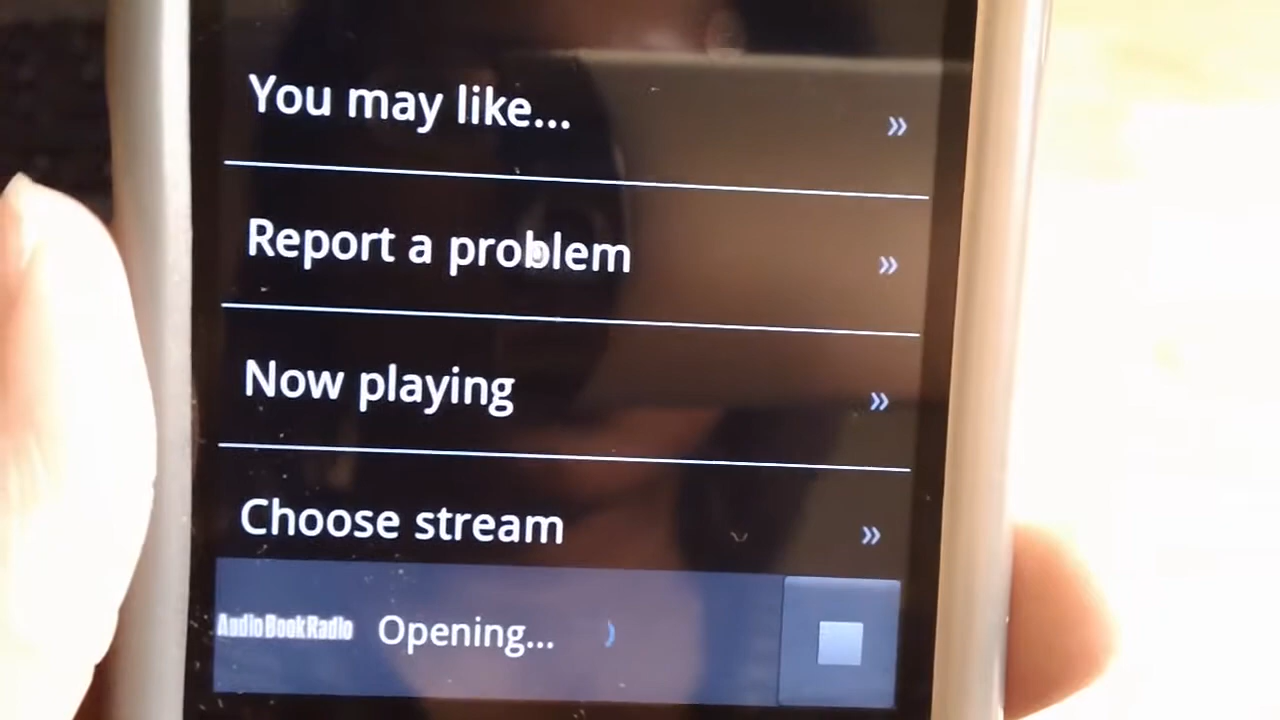 You may like...
»
Report a problem
»
Now playing
»
Choose stream
»
AudioBookRadio Opening...